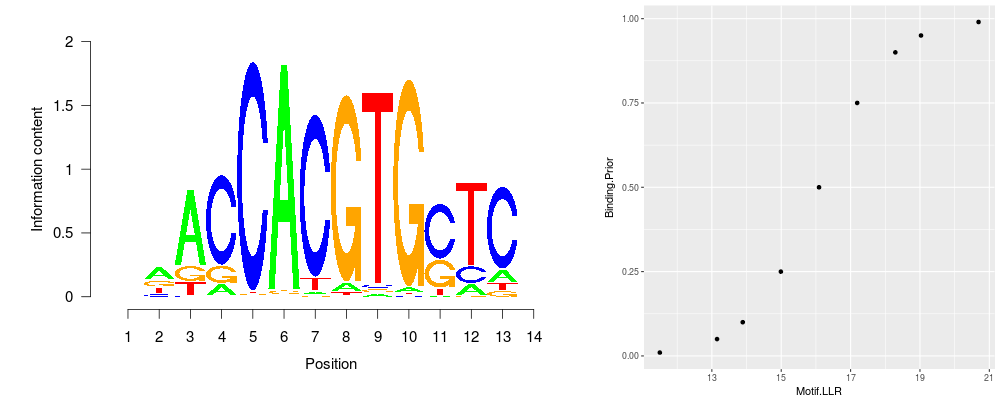 2
1.5
1
0.5
0
Information content
A G T C
A G T
C G A
C
A
C T
G A
T C
G A
C G T
T C A
C A T G
1 2 3 4 5 6 7 8 9 10 11 12 13 14
Position
1.00
0.75
0.50
0.25
0.00
Binding.Prior
13 15 17 19 21
Motif.LLR